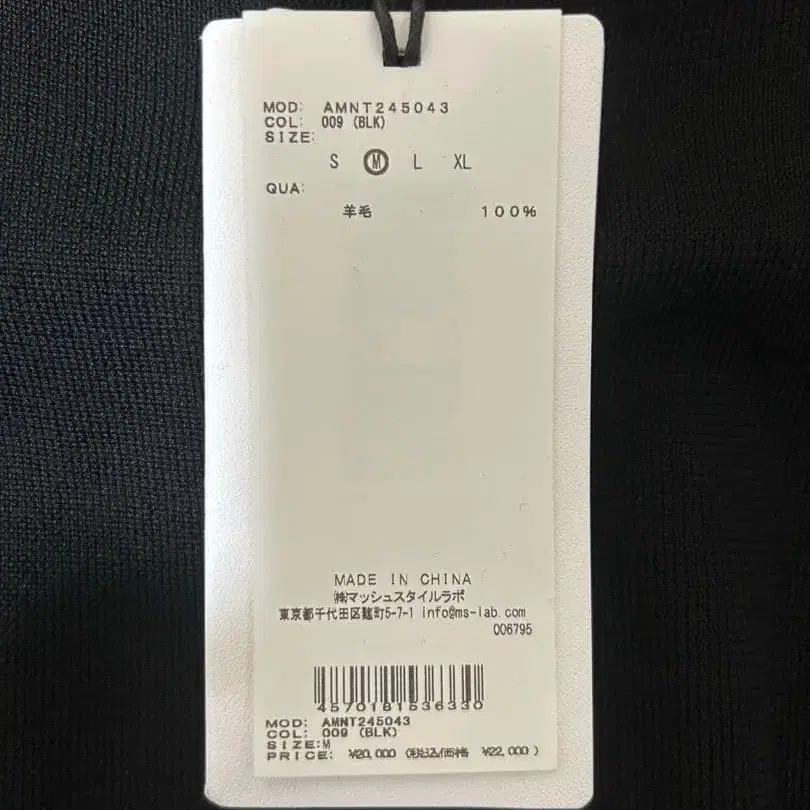 MOD: AMNT245043
COL: 009 (BLK)
SIZE:
S M L XL
QUA:
羊毛 100%
MADE IN CHINA
㈱マッシュスタイルラボ
東京都千代田区麹町5-7-1 info@ms-lab.com
006795
4570181536330
MOD: AMNT245043
COL: 009 (BLK)
SIZE:M
PRICE: ¥20,000 (税込価格 ¥22,000 )